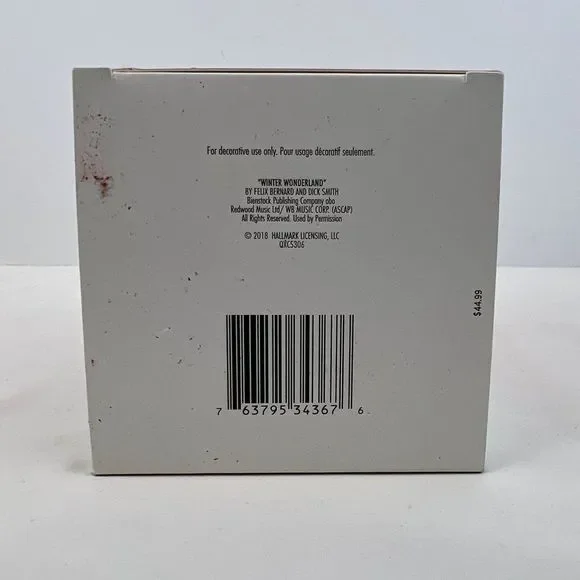 For decorative use only. Pour usage décoratif seulement.
"WINTER WONDERLAND"
BY FELIX BERNARD AND DICK SMITH
Bienstock Publishing Company obo
Redwood Music Ltd/ WB MUSIC CORP. (ASCAP)
All Rights Reserved. Used by Permission
© 2018 HALLMARK LICENSING, LLC
QXC5306
$44.99
7 63795 34367 6